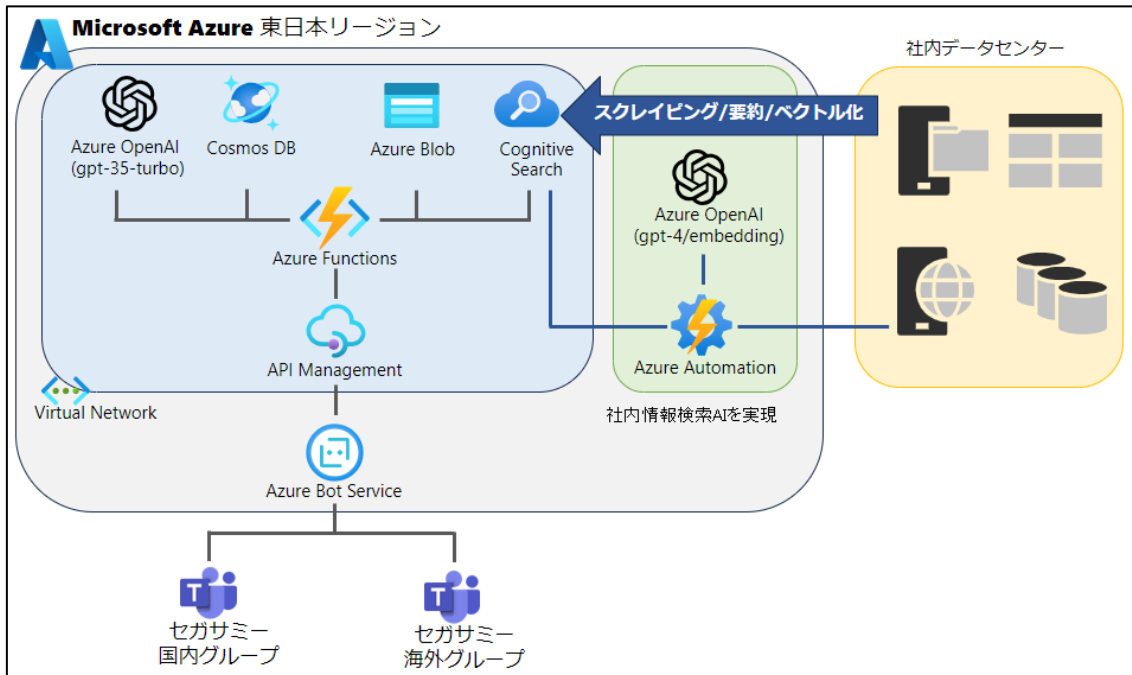 Microsoft Azure 東日本リージョン
社内データセンター
スクレイピング/要約/ベクトル化
Azure OpenAI
(gpt-35-turbo)
Cosmos DB
Azure Blob
Cognitive
Search
Azure OpenAI
(gpt-4/embedding)
Azure Functions
API Management
Azure Automation
Virtual Network
社内情報検索AIを実現
Azure Bot Service
T
セガサミー
国内グループ
T
セガサミー
海外グループ